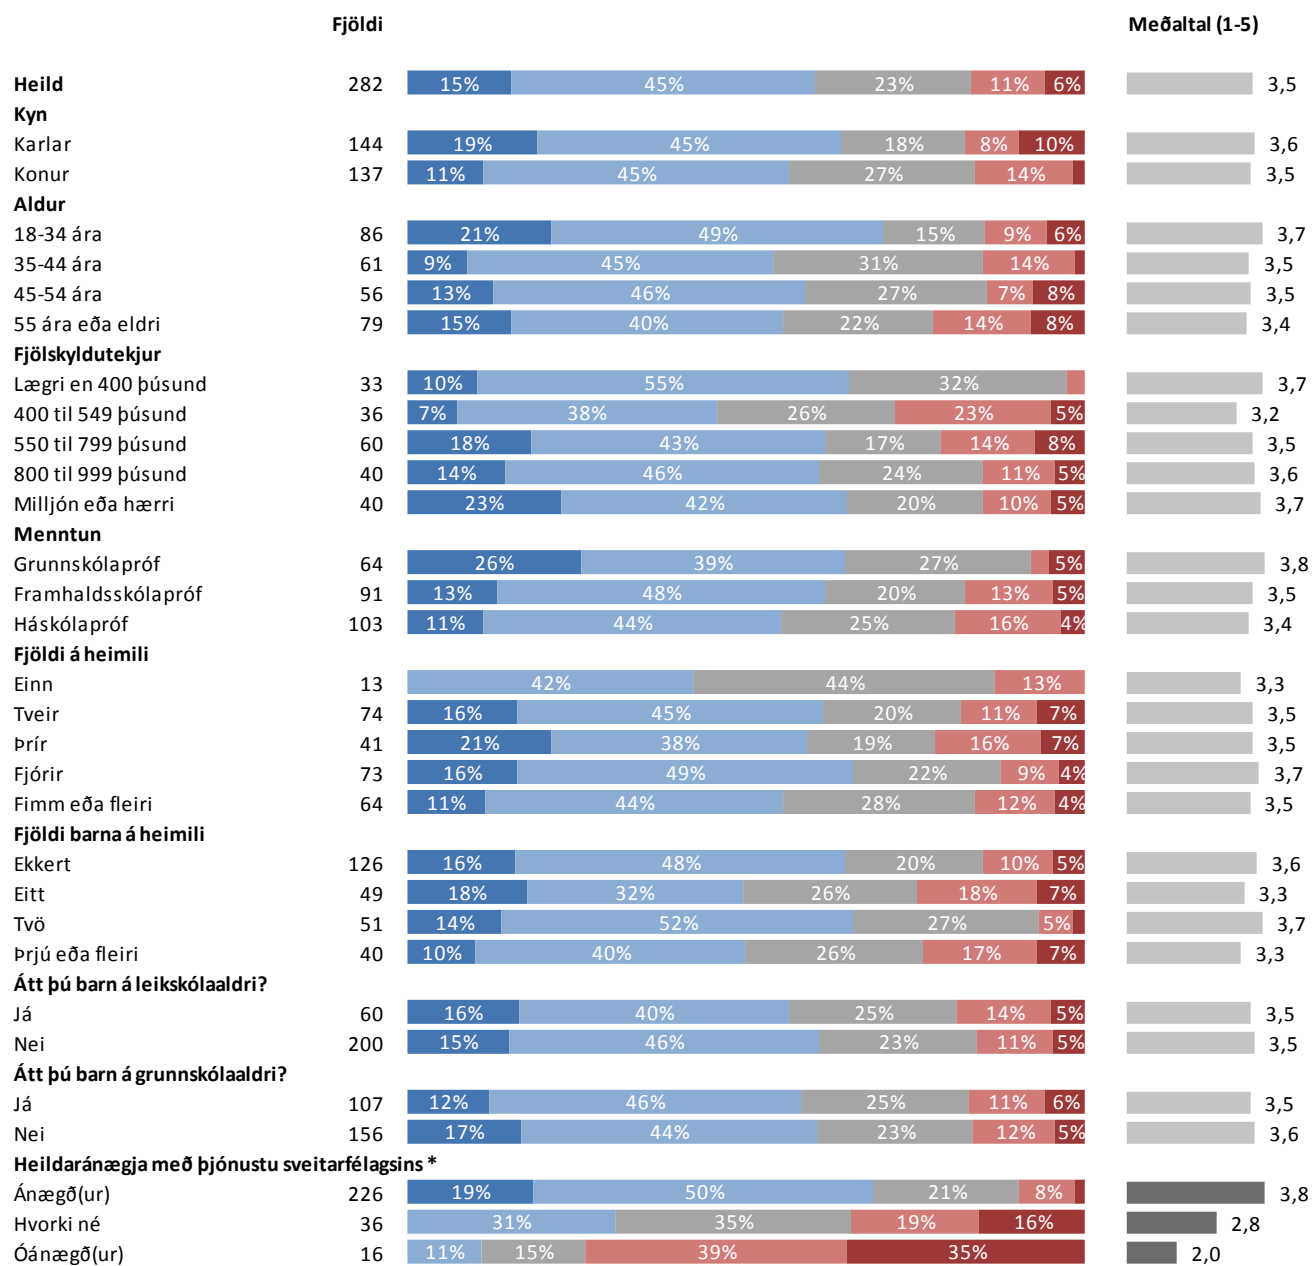 Fjöldi Meðaltal (1-5)
Heild 282 15% 45% 23% 11% 6% 3,5
Kyn
Karlar 144 19% 45% 18% 8% 10% 3,6
Konur 137 11% 45% 27% 14% 3,5
Aldur
18-34 ára 86 21% 49% 15% 9% 6% 3,7
35-44 ára 61 9% 45% 31% 14% 3,5
45-54 ára 56 13% 46% 27% 7% 8% 3,5
55 ára eða eldri 79 15% 40% 22% 14% 8% 3,4
Fjölskyldutekjur
Lægri en 400 þúsund 33 10% 55% 32% 3,7
400 til 549 þúsund 36 7% 38% 26% 23% 5% 3,2
550 til 799 þúsund 60 18% 43% 17% 14% 8% 3,5
800 til 999 þúsund 40 14% 46% 24% 11% 5% 3,6
Milljón eða hærri 40 23% 42% 20% 10% 5% 3,7
Menntun
Grunnskólapróf 64 26% 39% 27% 5% 3,8
Framhaldsskólapróf 91 13% 48% 20% 13% 5% 3,5
Háskólapróf 103 11% 44% 25% 16% 4% 3,4
Fjöldi á heimili
Einn 13 42% 44% 13% 3,3
Tveir 74 16% 45% 20% 11% 7% 3,5
Þrír 41 21% 38% 19% 16% 7% 3,5
Fjórir 73 16% 49% 22% 9% 4% 3,7
Fimm eða fleiri 64 11% 44% 28% 12% 4% 3,5
Fjöldi barna á heimili
Ekkert 126 16% 48% 20% 10% 5% 3,6
Eitt 49 18% 32% 26% 18% 7% 3,3
Tvö 51 14% 52% 27% 5% 3,7
Þrjú eða fleiri 40 10% 40% 26% 17% 7% 3,3
Átt þú barn á leikskólaaldri?
Já 60 16% 40% 25% 14% 5% 3,5
Nei 200 15% 46% 23% 11% 5% 3,5
Átt þú barn á grunnskólaaldri?
Já 107 12% 46% 25% 11% 6% 3,5
Nei 156 17% 44% 23% 12% 5% 3,6
Heildaránægja með þjónustu sveitarfélagsins *
Ánægð(ur) 226 19% 50% 21% 8% 3,8
Hvorki né 36 31% 35% 19% 16% 2,8
Óánægð(ur) 16 11% 15% 39% 35% 2,0